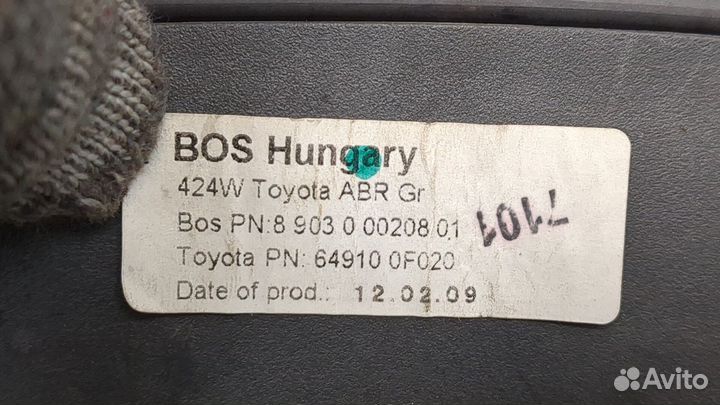 BOS Hungary
424W Toyota ABR Gr
Bos PN:8 903 0 00208 01
Toyota PN: 64910 0F020
Date of prod.: 12.02.09
Avito